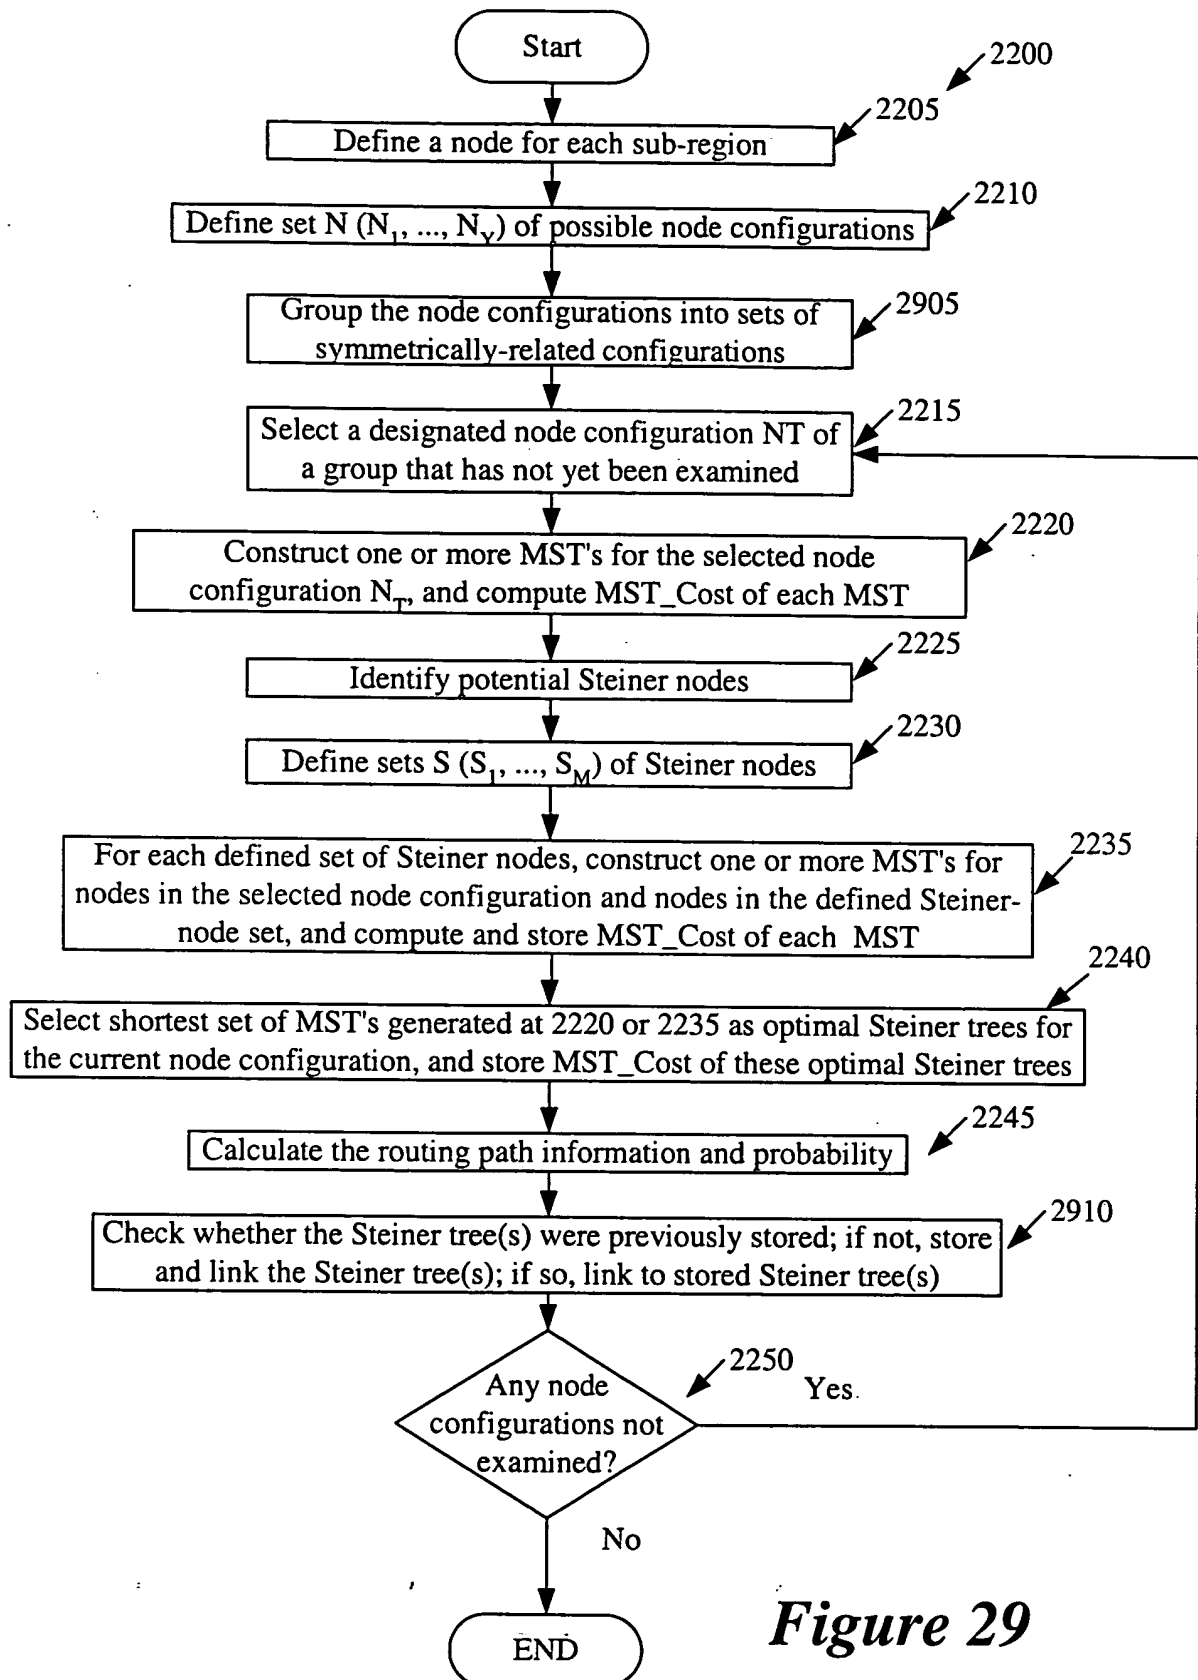 Start
2200
2205
Define a node for each sub-region
2210
Define set N (N1, ..., NY) of possible node configurations
2905
Group the node configurations into sets of
symmetrically-related configurations
2215
Select a designated node configuration NT of
a group that has not yet been examined
2220
Construct one or more MST's for the selected node
configuration NT, and compute MST_Cost of each MST
2225
Identify potential Steiner nodes
2230
Define sets S (S1, ..., SM) of Steiner nodes
2235
For each defined set of Steiner nodes, construct one or more MST's for
nodes in the selected node configuration and nodes in the defined Steiner-
node set, and compute and store MST_Cost of each MST
2240
Select shortest set of MST's generated at 2220 or 2235 as optimal Steiner trees for
the current node configuration, and store MST_Cost of these optimal Steiner trees
2245
Calculate the routing path information and probability
2910
Check whether the Steiner tree(s) were previously stored; if not, store
and link the Steiner tree(s); if so, link to stored Steiner tree(s)
2250
Yes
Any node
configurations not
examined?
No
END
Figure 29